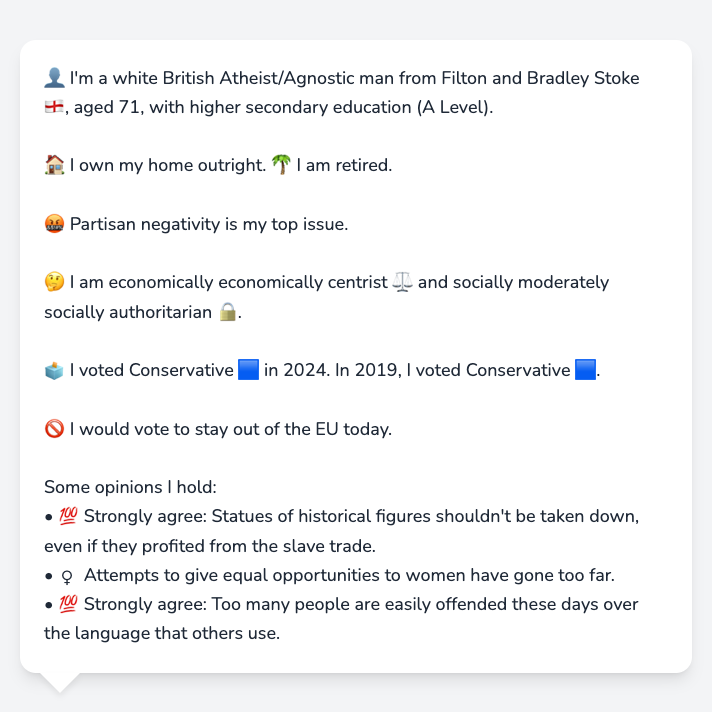 👤 I'm a white British Atheist/Agnostic man from Filton and Bradley Stoke
🏴󠁧󠁢󠁥󠁮󠁧󠁿, aged 71, with higher secondary education (A Level).
🏠 I own my home outright. 🌴 I am retired.
🤬 Partisan negativity is my top issue.
🤔 I am economically economically centrist ⚖️ and socially moderately
socially authoritarian 🔒.
🗳️ I voted Conservative 🟦 in 2024. In 2019, I voted Conservative 🟦.
🚫 I would vote to stay out of the EU today.
Some opinions I hold:
• 💯 Strongly agree: Statues of historical figures shouldn't be taken down,
even if they profited from the slave trade.
• ♀ Attempts to give equal opportunities to women have gone too far.
• 💯 Strongly agree: Too many people are easily offended these days over
the language that others use.